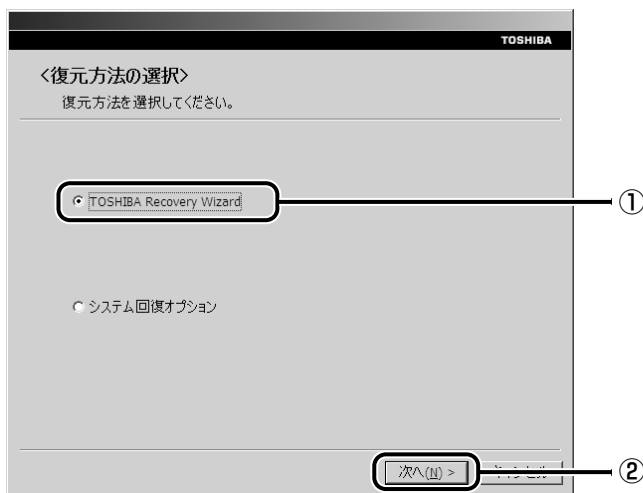 TOSHIBA
<復元方法の選択>
復元方法を選択してください。
TOSHIBA Recovery Wizard
①
システム回復オプション
次へ(N) >
②